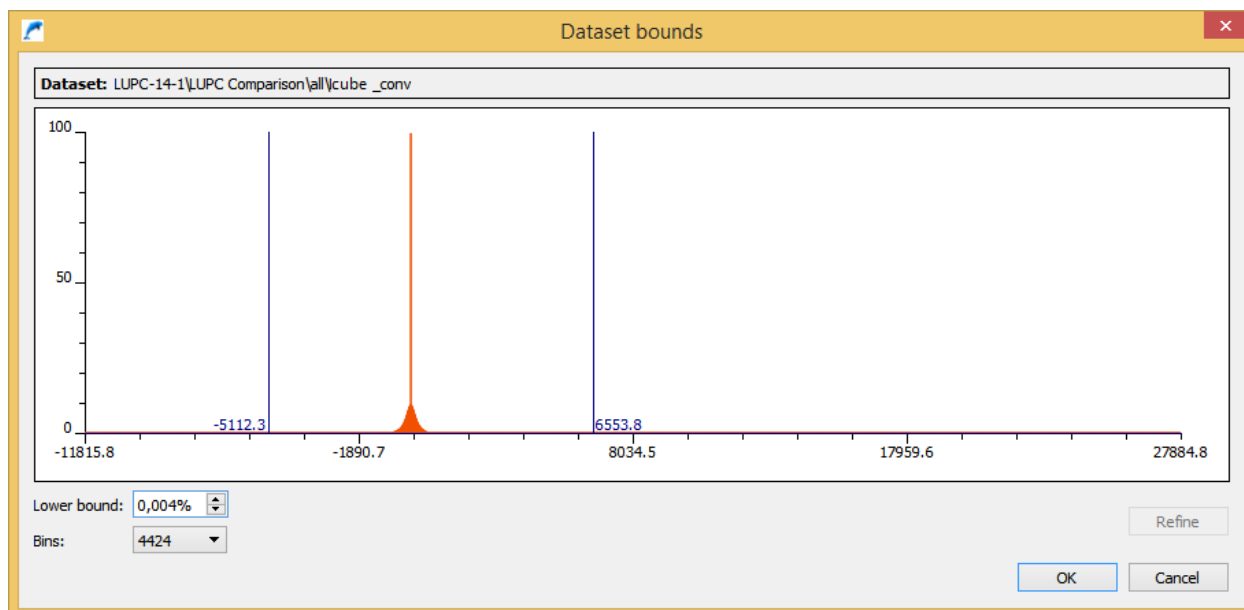 Dataset bounds
Dataset: LUPC-14-1\LUPC Comparison\all\Icube _conv
100
50
0
-5112.3 6553.8
-11815.8 -1890.7 8034.5 17959.6 27884.8
Lower bound: 0,004%
Refine
Bins: 4424
OK Cancel